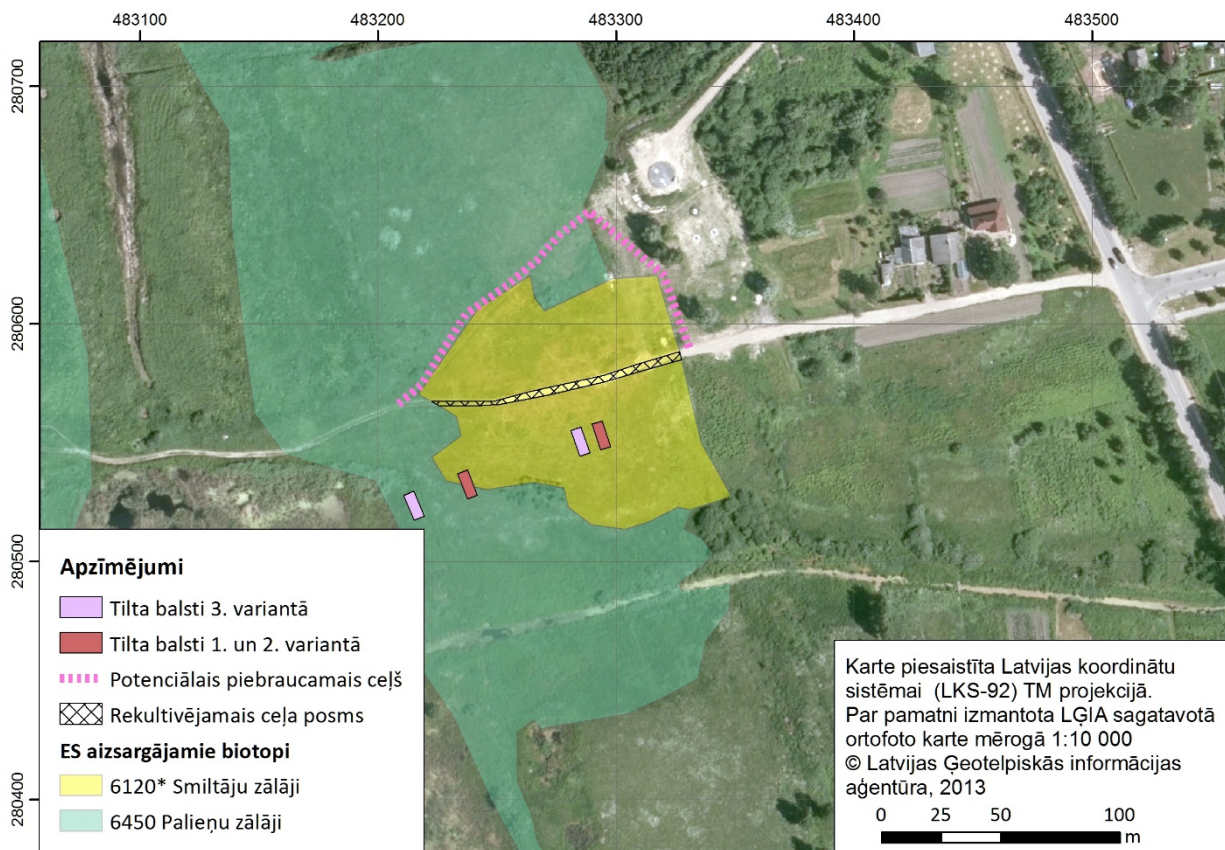 483100 483200 483300 483400 483500
280700
280600
280500
280400
Apzīmējumi
Tilta balsti 3. variantā
Tilta balsti 1. un 2. variantā
Potenciālais piebraucamais ceļš
Rekultivējamais ceļa posms
ES aizsargājamie biotopi
6120* Smiltāju zālāji
6450 Palieņu zālāji
Karte piesaistīta Latvijas koordinātu
sistēmai (LKS-92) TM projekcijā.
Par pamatni izmantota LĢIA sagatavotā
ortofoto karte mērogā 1:10 000
© Latvijas Ģeotelpiskās informācijas
aģentūra, 2013
0 25 50 100
m